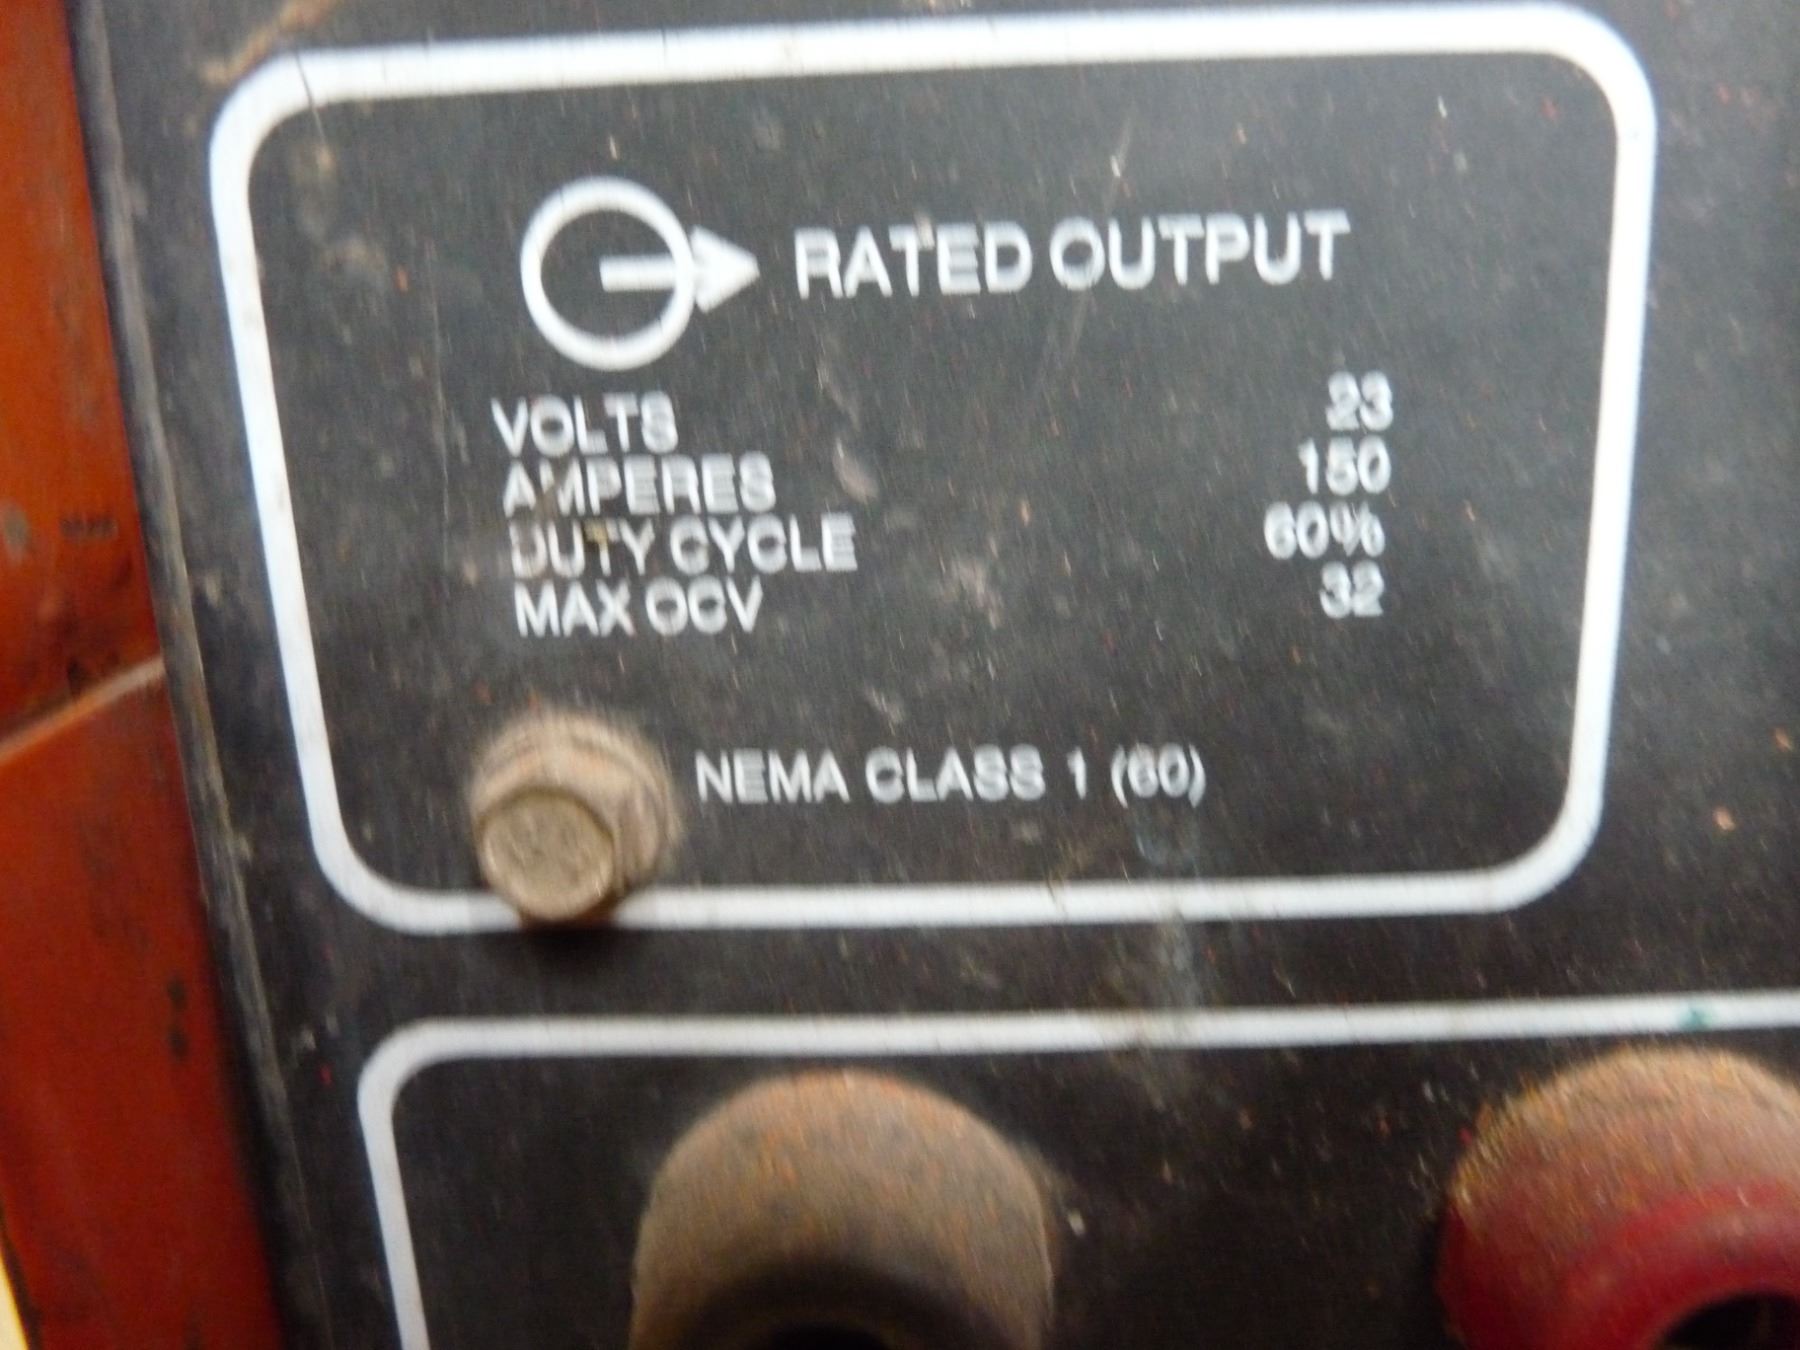 RATED OUTPUT
VOLTS 23
AMPERES 150
DUTY CYCLE 60%
MAX OCV 32
NEMA CLASS 1 (60)